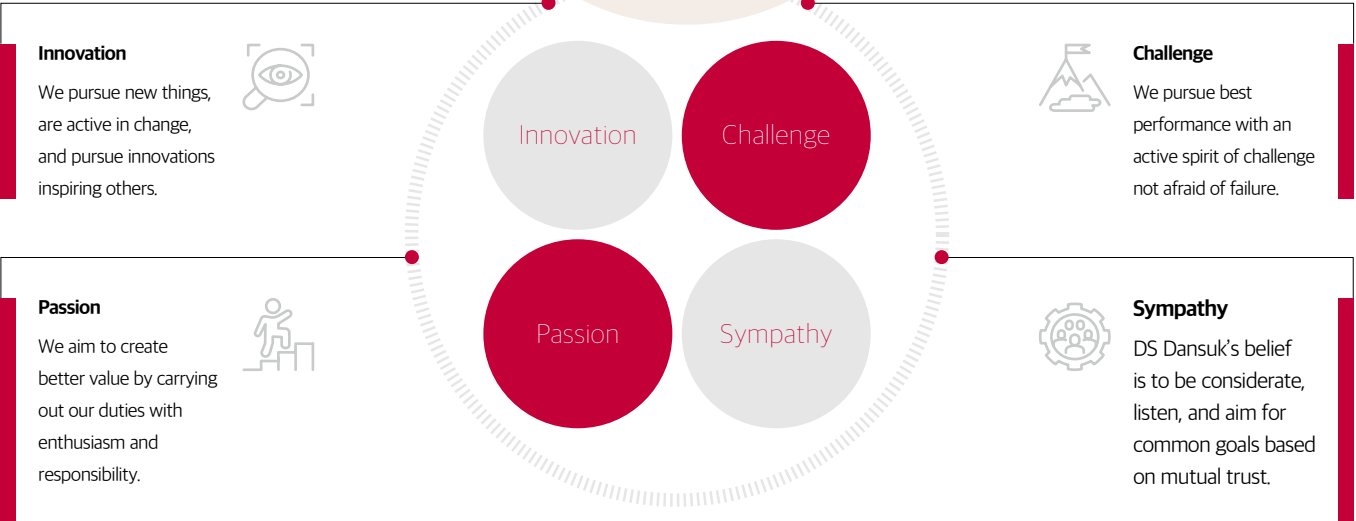 Innovation
We pursue new things,
are active in change,
and pursue innovations
inspiring others.
Innovation
Challenge
Challenge
We pursue best
performance with an
active spirit of challenge
not afraid of failure.
Passion
We aim to create
better value by carrying
out our duties with
enthusiasm and
responsibility.
Passion
Sympathy
Sympathy
DS Dansuk's belief
is to be considerate,
listen, and aim for
common goals based
on mutual trust.